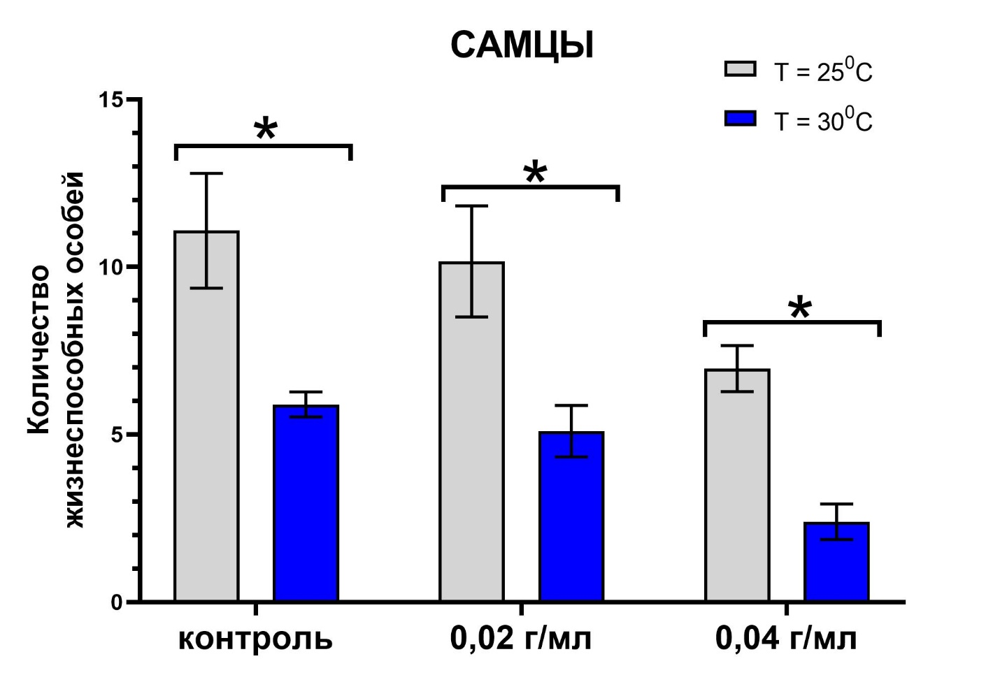 САМЦЫ
T = 25⁰C
T = 30⁰C
Количество
жизнеспособных особей
15
10
5
0
*
*
*
контроль
0,02 г/мл
0,04 г/мл